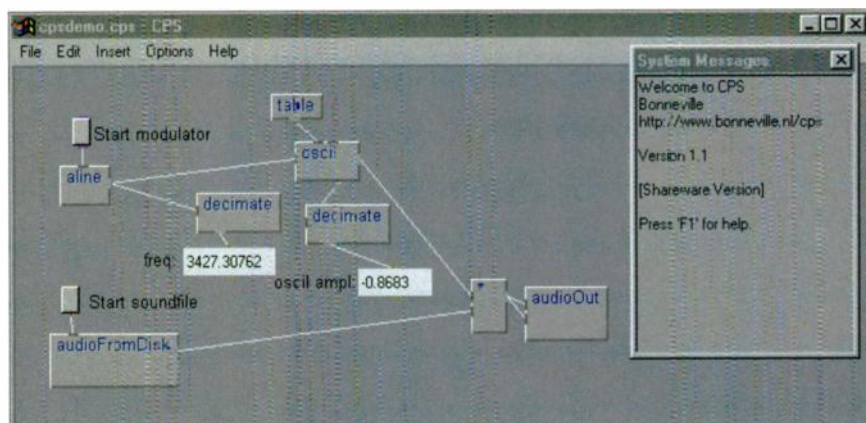 cpsdemo.cps - CPS
File Edit Insert Options Help
table
Start modulator
oscil
aline
decimate
decimate
freq: 3427.30762
oscil ampl: -0.8683
Start soundfile
*
audioOut
audioFromDisk
System Messages
Welcome to CPS
Bonneville
http://www.bonneville.nl/cps
Version 1.1
[Shareware Version]
Press 'F1' for help.